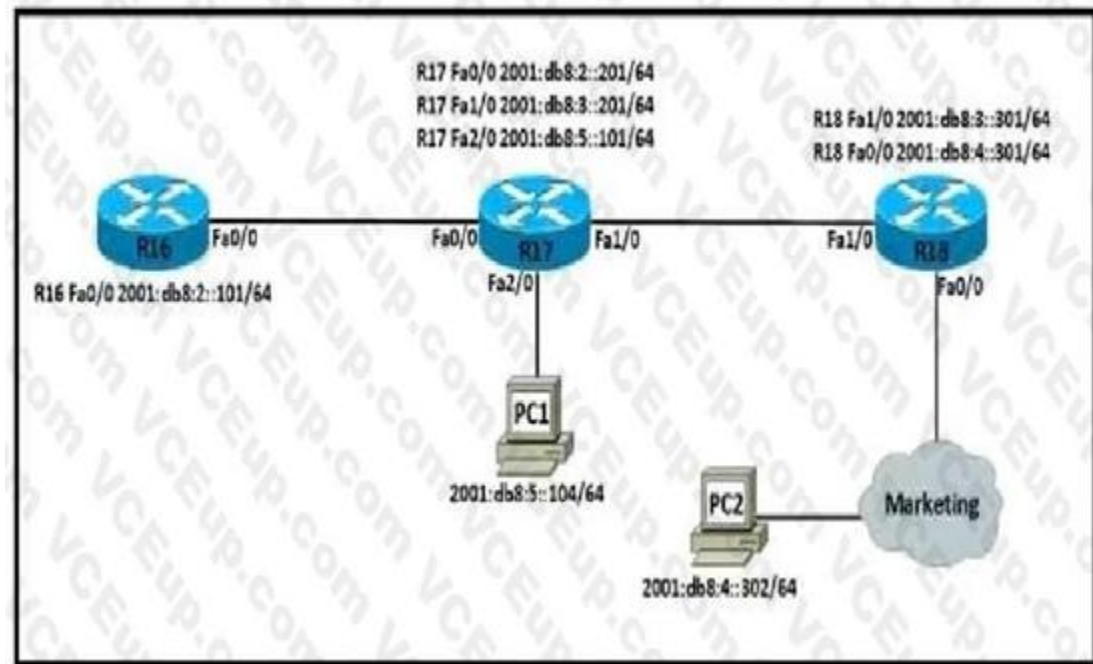 R17 Fa0/0 2001:db8:2::201/64
R17 Fa1/0 2001:db8:3::201/64
R17 Fa2/0 2001:db8:5::101/64
R18 Fa1/0 2001:db8:3::301/64
R18 Fa0/0 2001:db8:4::301/64
R16
Fa0/0
Fa0/0
R17
Fa1/0
Fa1/0
R18
Fa2/0
Fa0/0
R16 Fa0/0 2001:db8:2::101/64
PC1
2001:db8:5::104/64
PC2
Marketing
2001:db8:4::302/64
VCEup.com